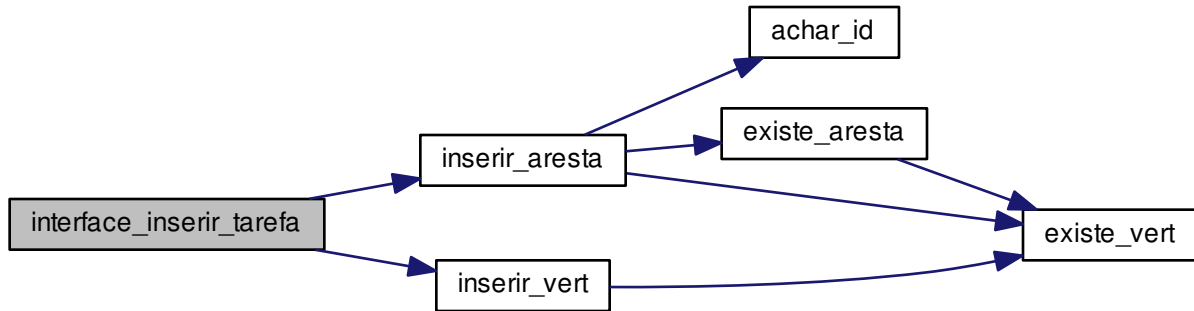 achar_id
existe_aresta
inserir_aresta
interface_inserir_tarefa
existe_vert
inserir_vert